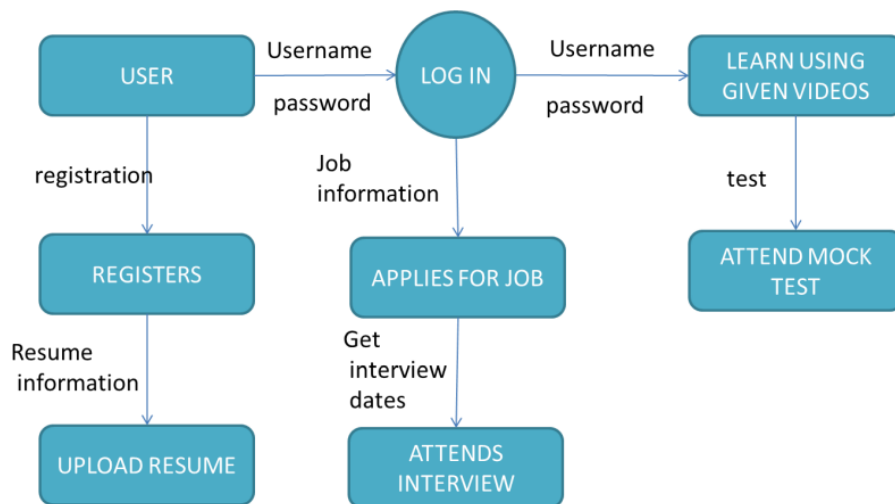 USER
Username
password
LOG IN
Username
password
LEARN USING
GIVEN VIDEOS
registration
Job
information
test
REGISTERS
APPLIES FOR JOB
ATTEND MOCK
TEST
Resume
information
Get
interview
dates
UPLOAD RESUME
ATTENDS
INTERVIEW